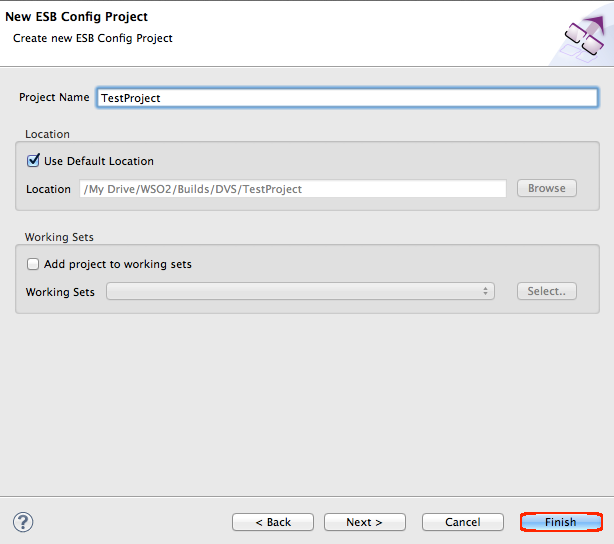 New ESB Config Project
Create new ESB Config Project
Project Name TestProject
Location
Use Default Location
Location /My Drive/WSO2/Builds/DVS/TestProject Browse
Working Sets
Add project to working sets
Working Sets Select..
? < Back Next > Cancel Finish